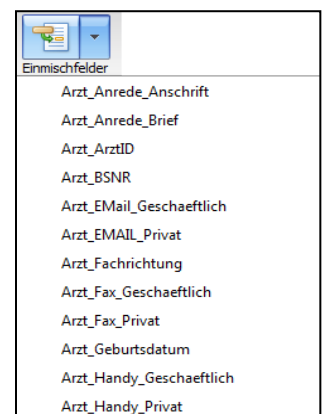 Einmischfelder
Arzt_Anrede_Anschrift
Arzt_Anrede_Brief
Arzt_ArztID
Arzt_BSNR
Arzt_EMail_Geschaeftlich
Arzt_EMAIL_Privat
Arzt_Fachrichtung
Arzt_Fax_Geschaeftlich
Arzt_Fax_Privat
Arzt_Geburtsdatum
Arzt_Handy_Geschaeftlich
Arzt_Handy_Privat